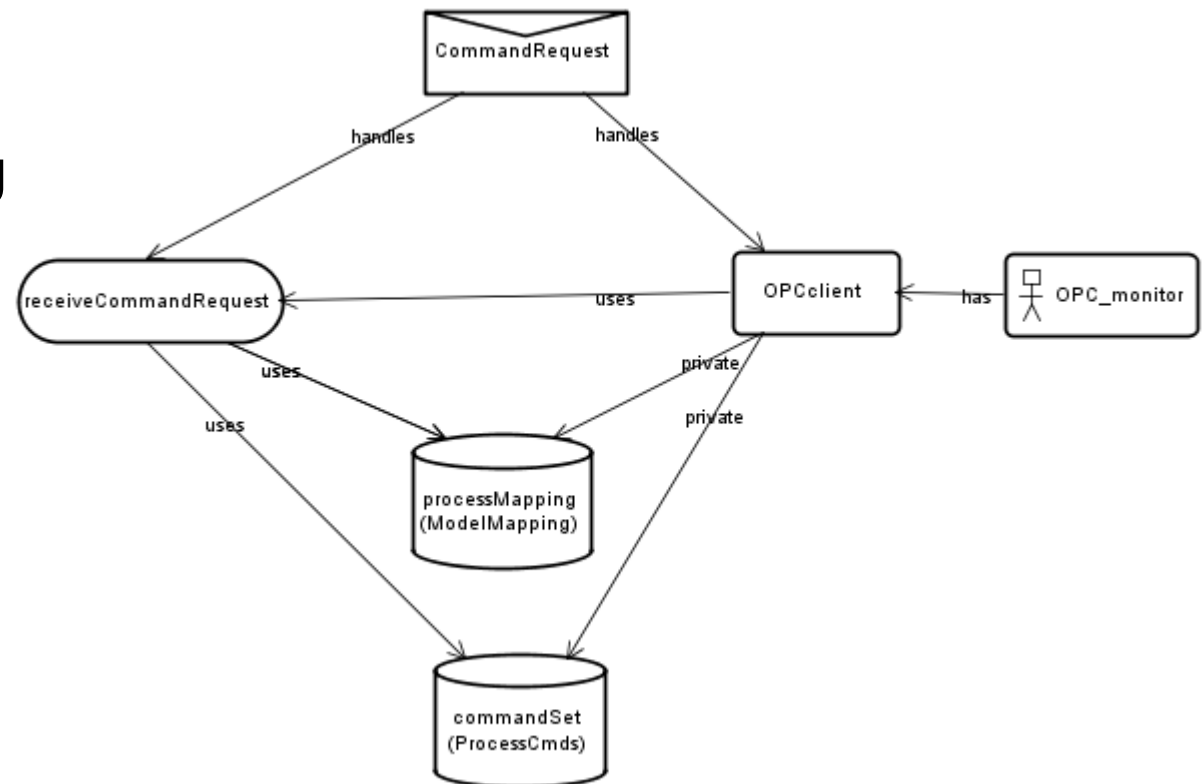 CommandRequest
handles
handles
g
receiveCommandRequest
uses
OPCclient
has
OPC_monitor
uses
private
uses
private
processMapping
(ModelMapping)
commandSet
(ProcessCmds)